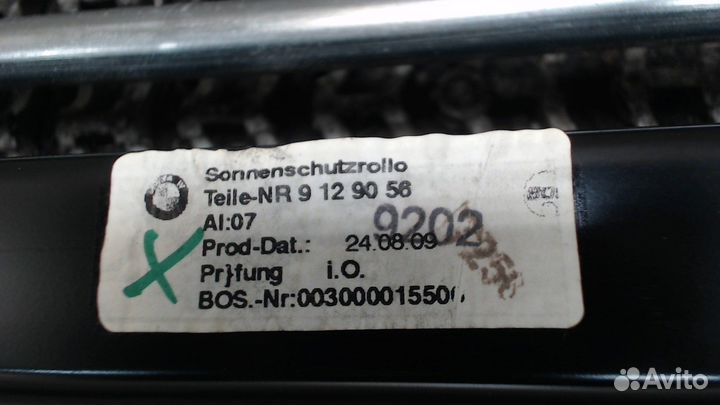 Sonnenschutzrollo
Teile-NR 9 12 90 56
AI:07
9202
Prod-Dat.: 24.08.09
Pr}fung i.O.
BOS.-Nr:00300001550
Avito